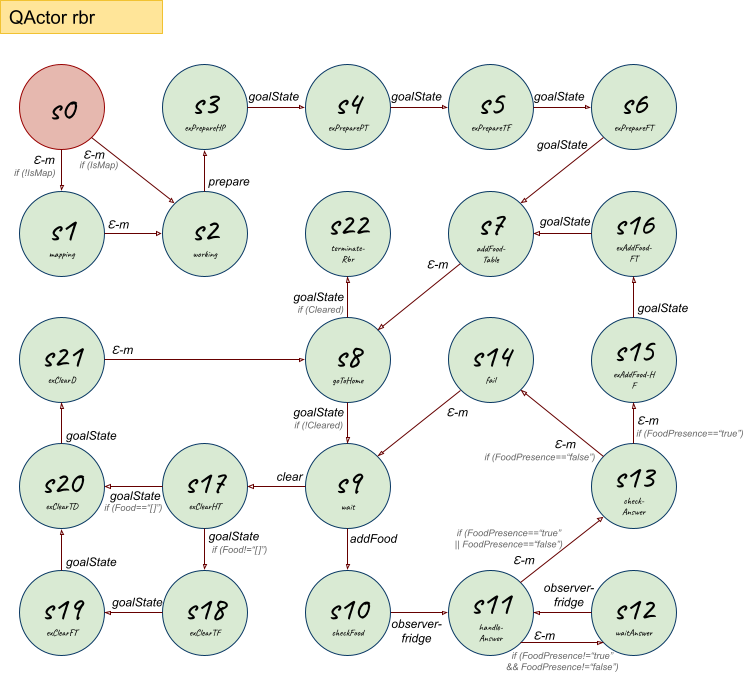 QActor rbr
s0
s3
exPrepareHP
goalState
s4
exPreparePT
goalState
s5
exPrepareTF
goalState
s6
exPrepareFT
Ɛ-m
if (!IsMap)
Ɛ-m
if (IsMap)
prepare
goalState
s1
mapping
Ɛ-m
s2
working
s22
terminate-
Rbr
s7
addFood-
Table
goalState
s16
exAddFood-
FT
Ɛ-m
goalState
if (Cleared)
goalState
s21
exClearD
Ɛ-m
s8
goToHome
s14
fail
s15
exAddFood-H
F
goalState
if (!Cleared)
Ɛ-m
Ɛ-m
if (FoodPresence=="true")
Ɛ-m
if (FoodPresence=="false")
goalState
s20
exClearTD
goalState
if (Food=="[]")
s17
exClearHT
clear
s9
wait
s13
check-
Answer
goalState
if (Food!="[]")
addFood
if (FoodPresence=="true"
|| FoodPresence=="false")
Ɛ-m
goalState
s19
exClearFT
goalState
s18
exClearTF
s10
checkFood
observer-
fridge
s11
handle-
Answer
observer-
fridge
s12
waitAnswer
Ɛ-m
if (FoodPresence!="true"
&& FoodPresence!="false")